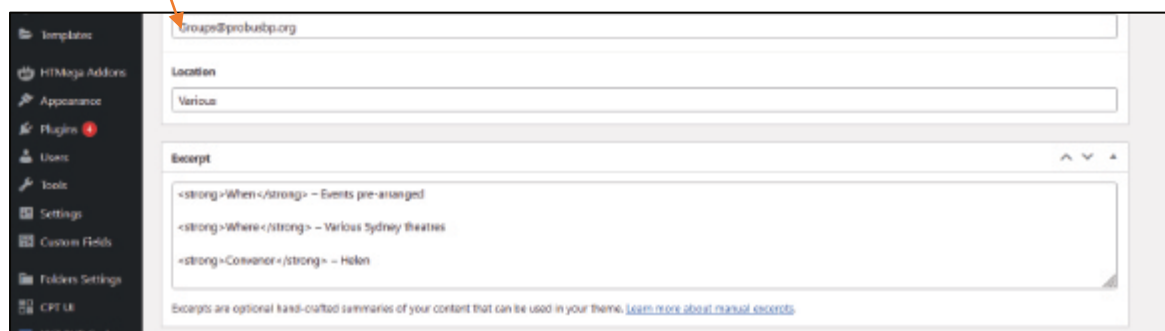 Templates
HTMega Addons
Appearance
Plugins 4
Users
Tools
Settings
Custom Fields
Folders Settings
CPT UI
Groups@probusbp.org
Location
Various
Excerpt
<strong>When</strong> – Events pre-arranged
<strong>Where</strong> – Various Sydney theatres
<strong>Convenor</strong> – Helen
Excerpts are optional hand-crafted summaries of your content that can be used in your theme. Learn more about manual excerpts.